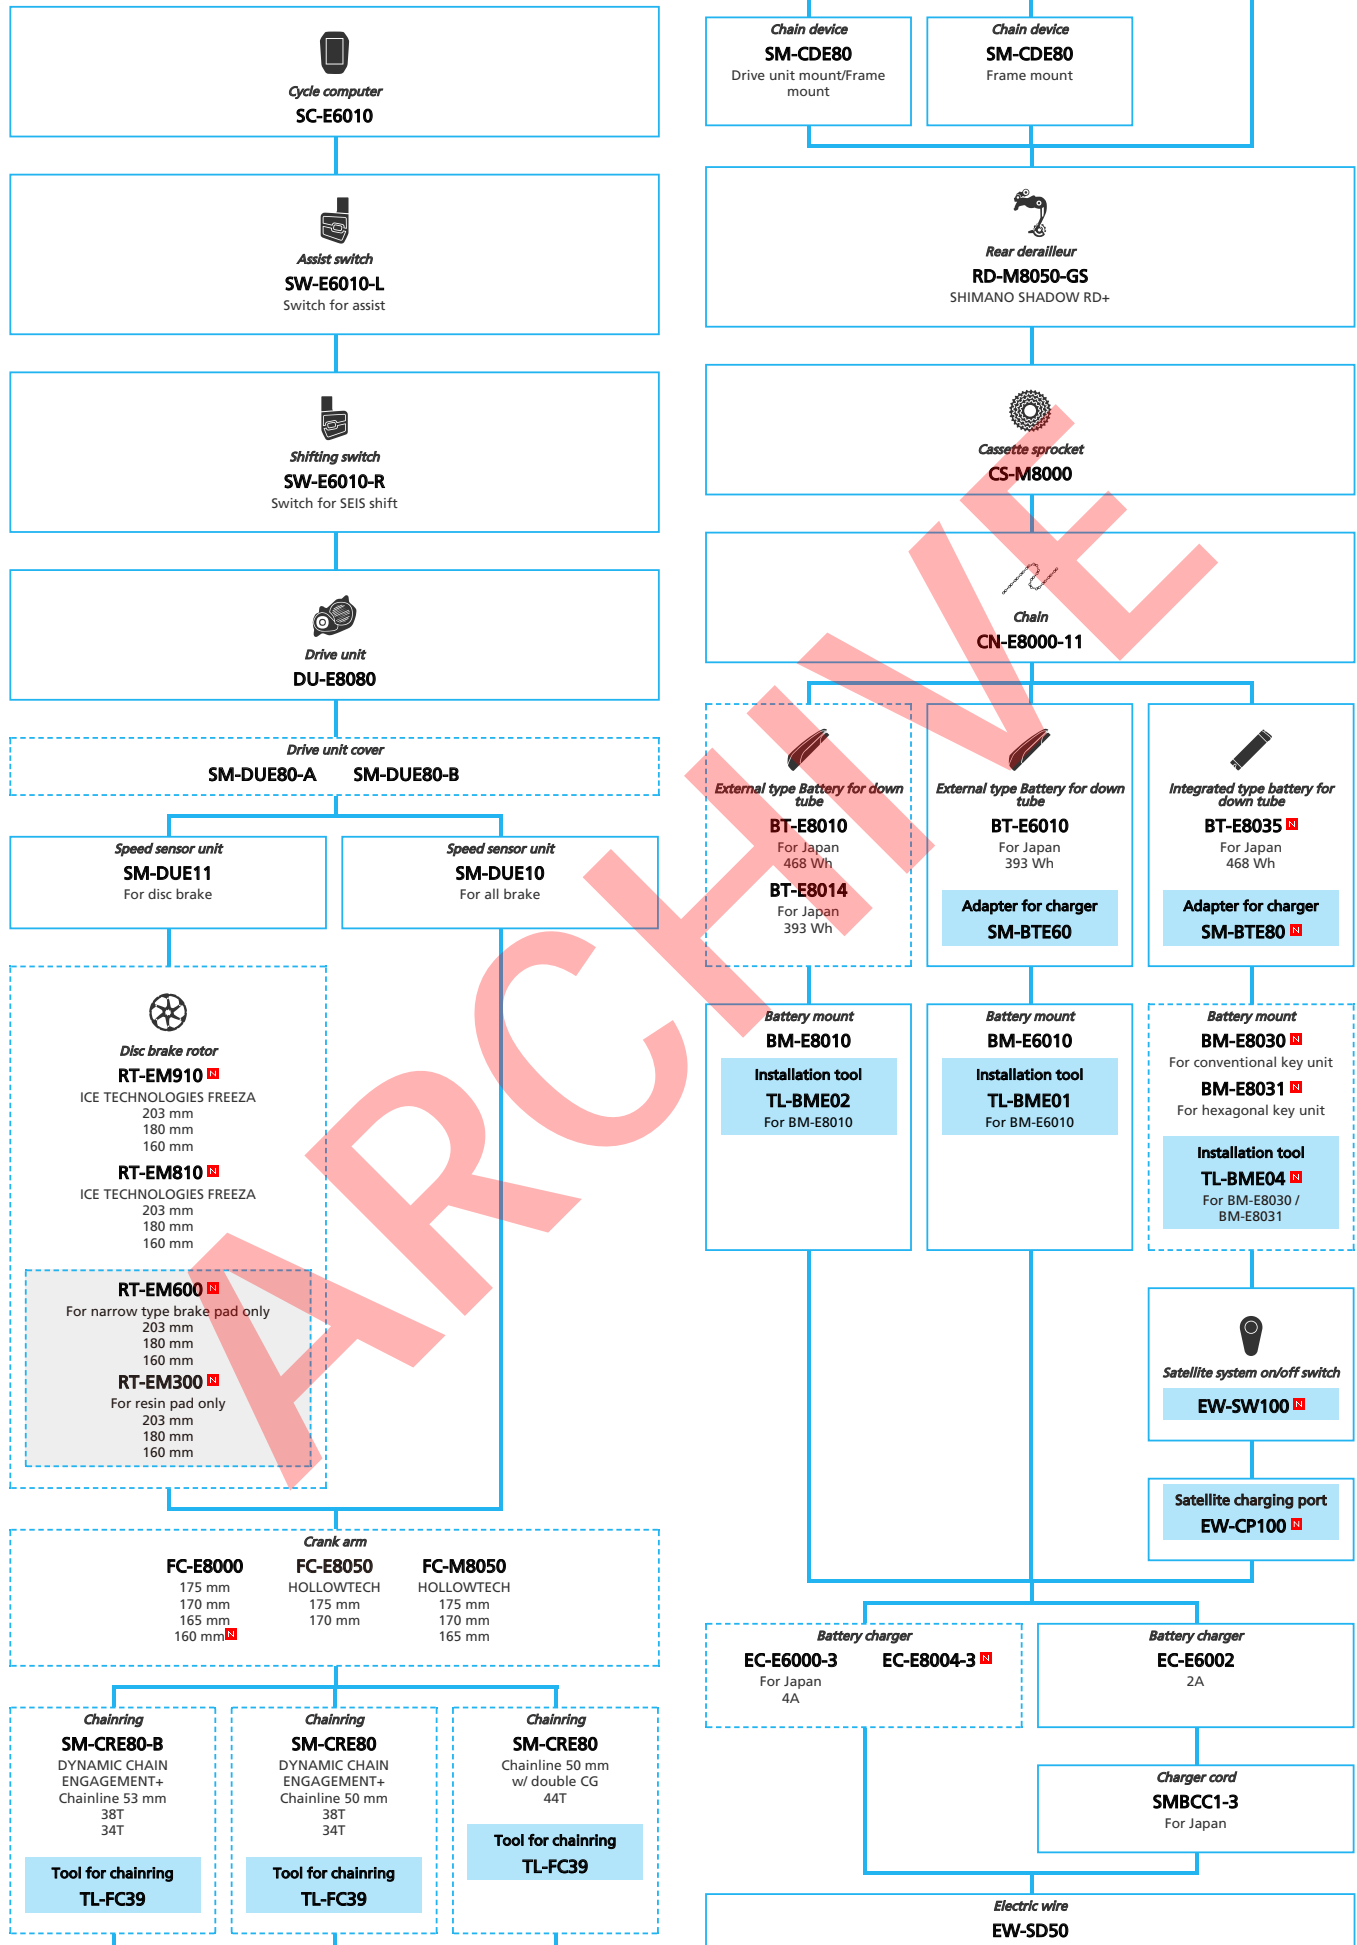 Cycle computer
SC-E6010
Assist switch
SW-E6010-L
Switch for assist
Shifting switch
SW-E6010-R
Switch for SEIS shift
Drive unit
DU-E8080
Drive unit cover
SM-DUE80-A SM-DUE80-B
Speed sensor unit
SM-DUE11
For disc brake
Speed sensor unit
SM-DUE10
For all brake
Disc brake rotor
RT-EM910 N
ICE TECHNOLOGIES FREEZA
203 mm
180 mm
160 mm
RT-EM810 N
ICE TECHNOLOGIES FREEZA
203 mm
180 mm
160 mm
RT-EM600 N
For narrow type brake pad only
203 mm
180 mm
160 mm
RT-EM300 N
For resin pad only
203 mm
180 mm
160 mm
Crank arm
FC-E8000
175 mm
170 mm
165 mm
160 mm N
FC-E8050
HOLLOWTECH
175 mm
170 mm
FC-M8050
HOLLOWTECH
175 mm
170 mm
165 mm
Chainring
SM-CRE80-B
DYNAMIC CHAIN
ENGAGEMENT+
Chainline 53 mm
38T
34T
Tool for chainring
TL-FC39
Chainring
SM-CRE80
DYNAMIC CHAIN
ENGAGEMENT+
Chainline 50 mm
38T
34T
Tool for chainring
TL-FC39
Chainring
SM-CRE80
Chainline 50 mm
w/ double CG
44T
Tool for chainring
TL-FC39
Chain device
SM-CDE80
Drive unit mount/Frame
mount
Chain device
SM-CDE80
Frame mount
Rear derailleur
RD-M8050-GS
SHIMANO SHADOW RD+
Cassette sprocket
CS-M8000
Chain
CN-E8000-11
External type Battery for down
tube
BT-E8010
For Japan
468 Wh
BT-E8014
For Japan
393 Wh
External type Battery for down
tube
BT-E6010
For Japan
393 Wh
Adapter for charger
SM-BTE60
Integrated type battery for
down tube
BT-E8035 N
For Japan
468 Wh
Adapter for charger
SM-BTE80 N
Battery mount
BM-E8010
Installation tool
TL-BME02
For BM-E8010
Battery mount
BM-E6010
Installation tool
TL-BME01
For BM-E6010
Battery mount
BM-E8030 N
For conventional key unit
BM-E8031 N
For hexagonal key unit
Installation tool
TL-BME04 N
For BM-E8030 /
BM-E8031
Satellite system on/off switch
EW-SW100 N
Satellite charging port
EW-CP100 N
Battery charger
EC-E6000-3
For Japan
4A
EC-E8004-3 N
Battery charger
EC-E6002
2A
Charger cord
SMBCC1-3
For Japan
Electric wire
EW-SD50
ARCHIVE